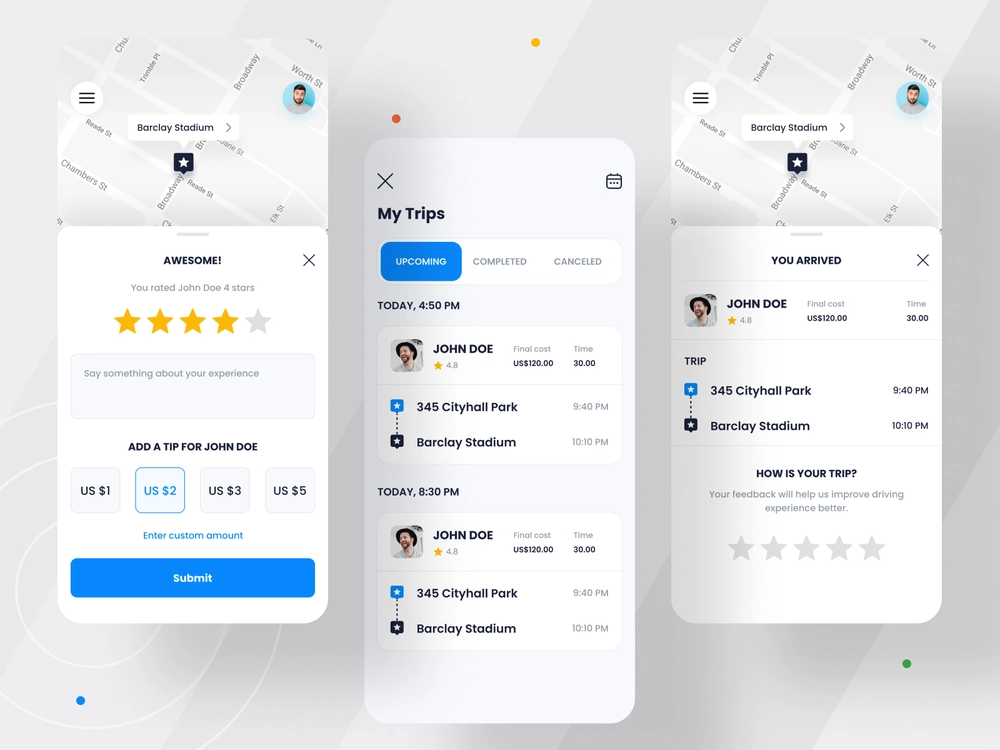 Trimble Pl
Broadway
Worth St
Reade St
Barclay Stadium
Chambers St
Broadway
Reade St
Elk St
AWESOME!
You rated John Doe 4 stars
Say something about your experience
ADD A TIP FOR JOHN DOE
US $1
US $2
US $3
US $5
Enter custom amount
Submit
My Trips
UPCOMING
COMPLETED
CANCELED
TODAY, 4:50 PM
JOHN DOE
4.8
Final cost
US$120.00
Time
30.00
345 Cityhall Park
9:40 PM
Barclay Stadium
10:10 PM
TODAY, 8:30 PM
JOHN DOE
4.8
Final cost
US$120.00
Time
30.00
345 Cityhall Park
9:40 PM
Barclay Stadium
10:10 PM
Trimble Pl
Broadway
Worth St
Reade St
Barclay Stadium
Chambers St
Broadway
Reade St
Elk St
YOU ARRIVED
JOHN DOE
4.8
Final cost
US$120.00
Time
30.00
TRIP
345 Cityhall Park
9:40 PM
Barclay Stadium
10:10 PM
HOW IS YOUR TRIP?
Your feedback will help us improve driving
experience better.